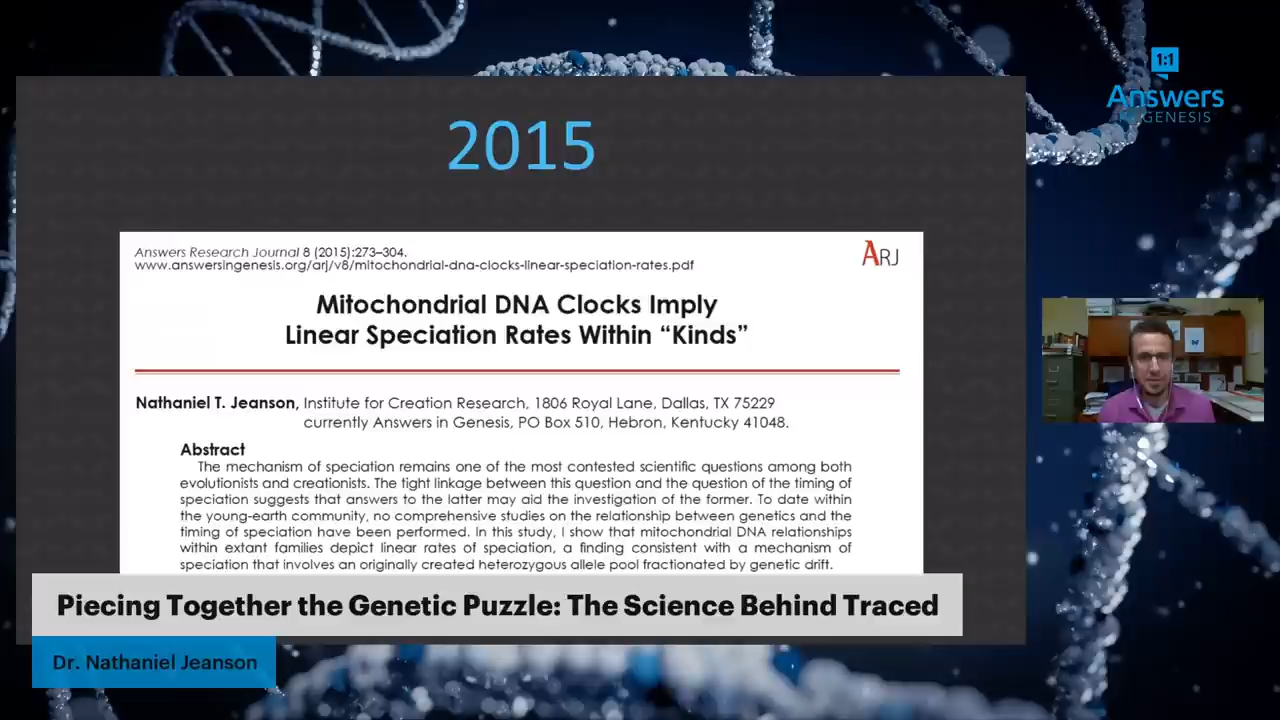 2015
Answers Research Journal 8 (2015):273–304.
www.answersingenesis.org/arj/v8/mitochondrial-dna-clocks-linear-speciation-rates.pdf
ARJ
Mitochondrial DNA Clocks Imply
Linear Speciation Rates Within “Kinds”
Nathaniel T. Jeanson, Institute for Creation Research, 1806 Royal Lane, Dallas, TX 75229
currently Answers in Genesis, PO Box 510, Hebron, Kentucky 41048.
Abstract
The mechanism of speciation remains one of the most contested scientific questions among both
evolutionists and creationists. The tight linkage between this question and the question of the timing of
speciation suggests that answers to the latter may aid the investigation of the former. To date within
the young-earth community, no comprehensive studies on the relationship between genetics and the
timing of speciation have been performed. In this study, I show that mitochondrial DNA relationships
within extant families depict linear rates of speciation, a finding consistent with a mechanism of
speciation that involves an originally created heterozygous allele pool fractionated by genetic drift.
Piecing Together the Genetic Puzzle: The Science Behind Traced
Dr. Nathaniel Jeanson
1:1
Answers
GENESIS